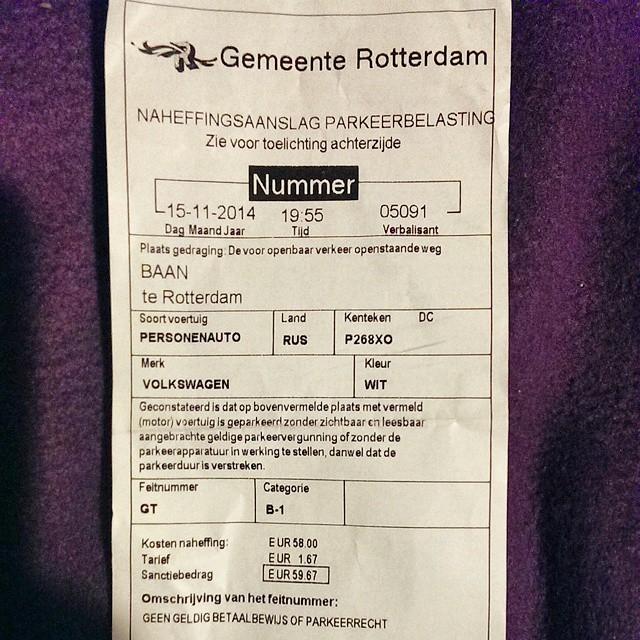 Gemeente Rotterdam
NAHEFFINGSAANSLAG PARKEERBELASTING
Zie voor toelichting achterzijde
Nummer
15-11-2014 19:55 05091
Dag Maand Jaar Tijd Verbalisant
Plaats gedraging: De voor openbaar verkeer openstaande weg
BAAN
te Rotterdam
Soort voertuig Land Kenteken DC
PERSONENAUTO RUS P268XO
Merk Kleur
VOLKSWAGEN WIT
Geconstateerd is dat op bovenvermelde plaats met vermeld
(motor) voertuig is geparkeerd zonder zichtbaar en leesbaar
aangebrachte geldige parkeervergunning of zonder de
parkeerapparatuur in werking te stellen, danwel dat de
parkeerduur is verstreken.
Feitnummer Categorie
GT B-1
Kosten naheffing: EUR 58.00
Tarief EUR 1.67
Sanctiebedrag EUR 59.67
Omschrijving van het feitnummer:
GEEN GELDIG BETAALBEWIJS OF PARKEERRECHT